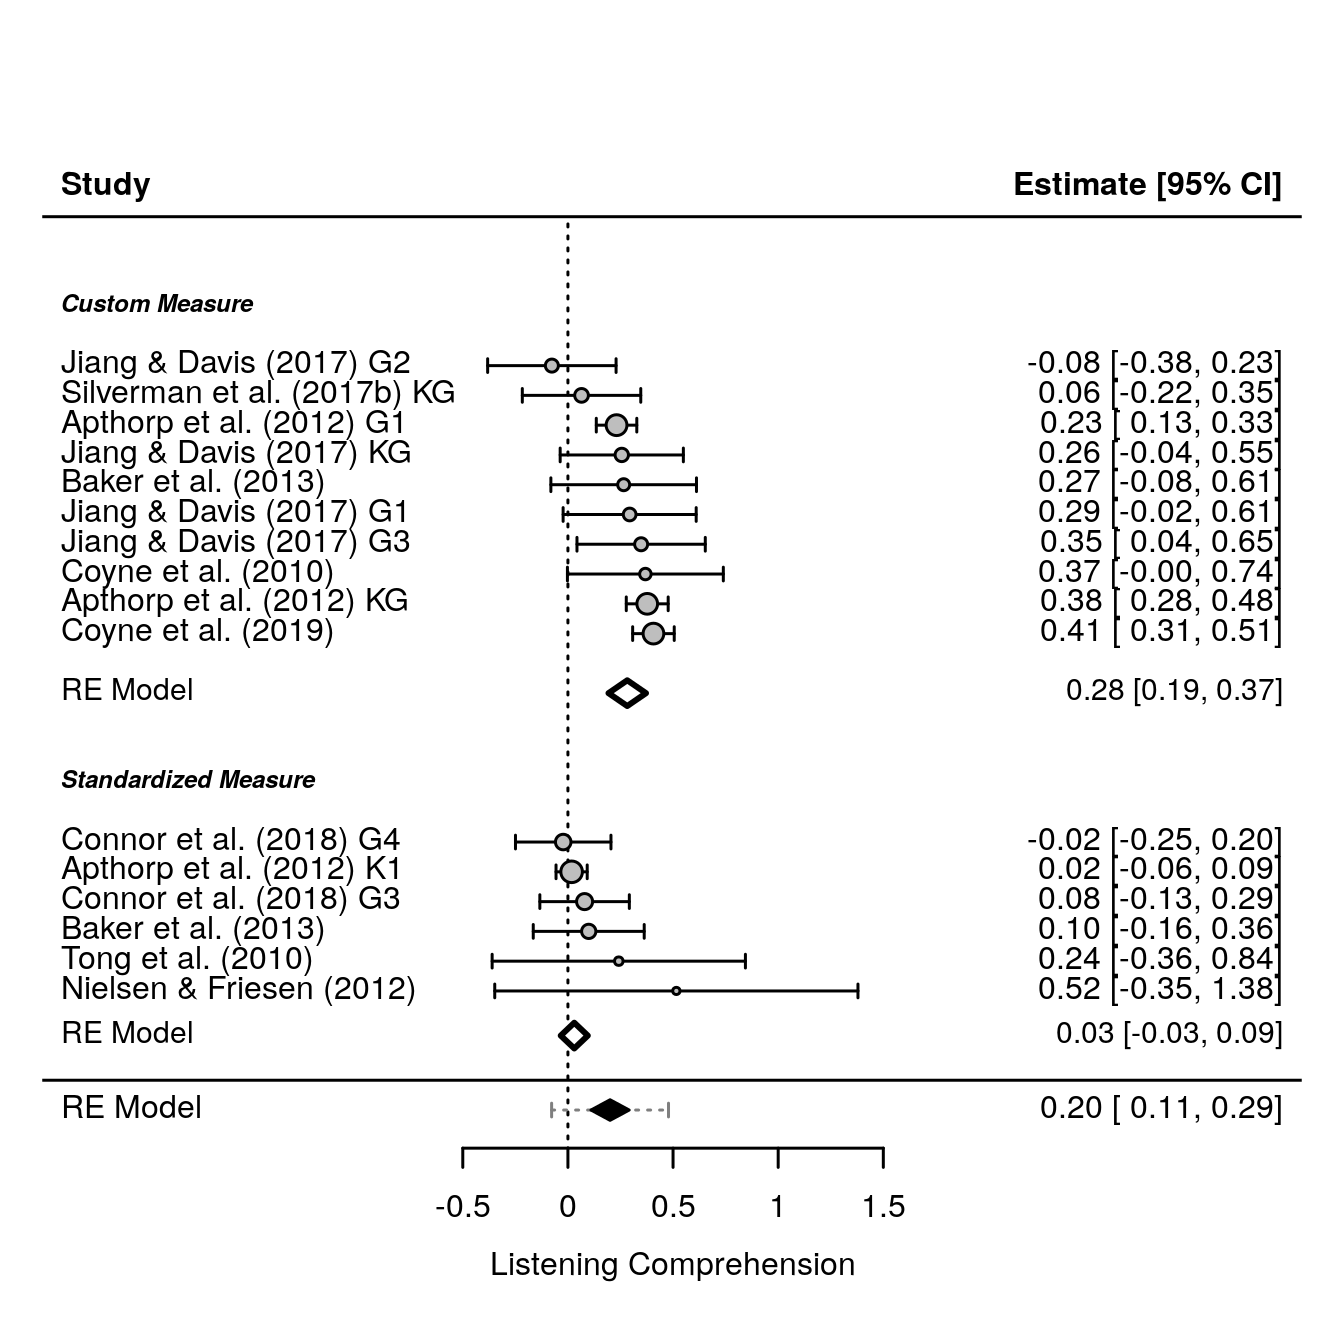 Study Estimate [95% CI]
Custom Measure
Jiang & Davis (2017) G2 -0.08 [-0.38, 0.23]
Silverman et al. (2017b) KG 0.06 [-0.22, 0.35]
Apthorp et al. (2012) G1 0.23 [ 0.13, 0.33]
Jiang & Davis (2017) KG 0.26 [-0.04, 0.55]
Baker et al. (2013) 0.27 [-0.08, 0.61]
Jiang & Davis (2017) G1 0.29 [-0.02, 0.61]
Jiang & Davis (2017) G3 0.35 [ 0.04, 0.65]
Coyne et al. (2010) 0.37 [-0.00, 0.74]
Apthorp et al. (2012) KG 0.38 [ 0.28, 0.48]
Coyne et al. (2019) 0.41 [ 0.31, 0.51]
RE Model 0.28 [0.19, 0.37]
Standardized Measure
Connor et al. (2018) G4 -0.02 [-0.25, 0.20]
Apthorp et al. (2012) K1 0.02 [-0.06, 0.09]
Connor et al. (2018) G3 0.08 [-0.13, 0.29]
Baker et al. (2013) 0.10 [-0.16, 0.36]
Tong et al. (2010) 0.24 [-0.36, 0.84]
Nielsen & Friesen (2012) 0.52 [-0.35, 1.38]
RE Model 0.03 [-0.03, 0.09]
RE Model 0.20 [ 0.11, 0.29]
-0.5 0 0.5 1 1.5
Listening Comprehension